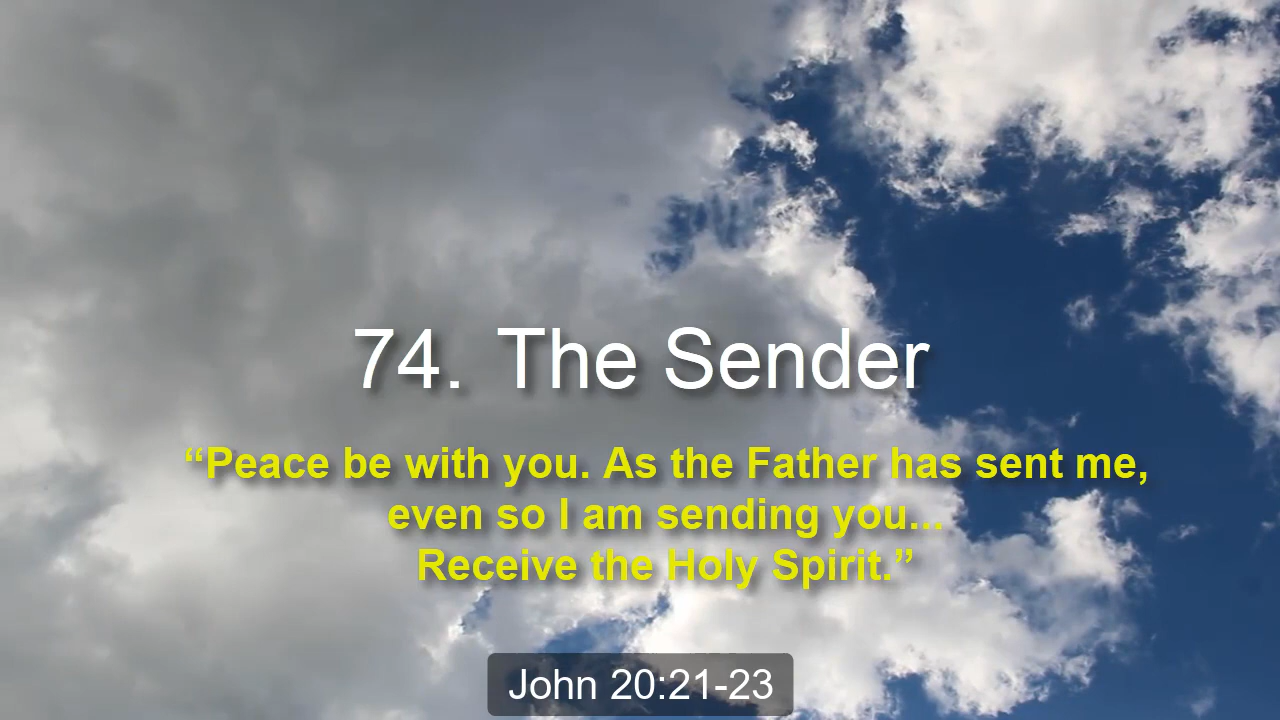 74. The Sender
“Peace be with you. As the Father has sent me,
even so I am sending you...
Receive the Holy Spirit.”
John 20:21-23